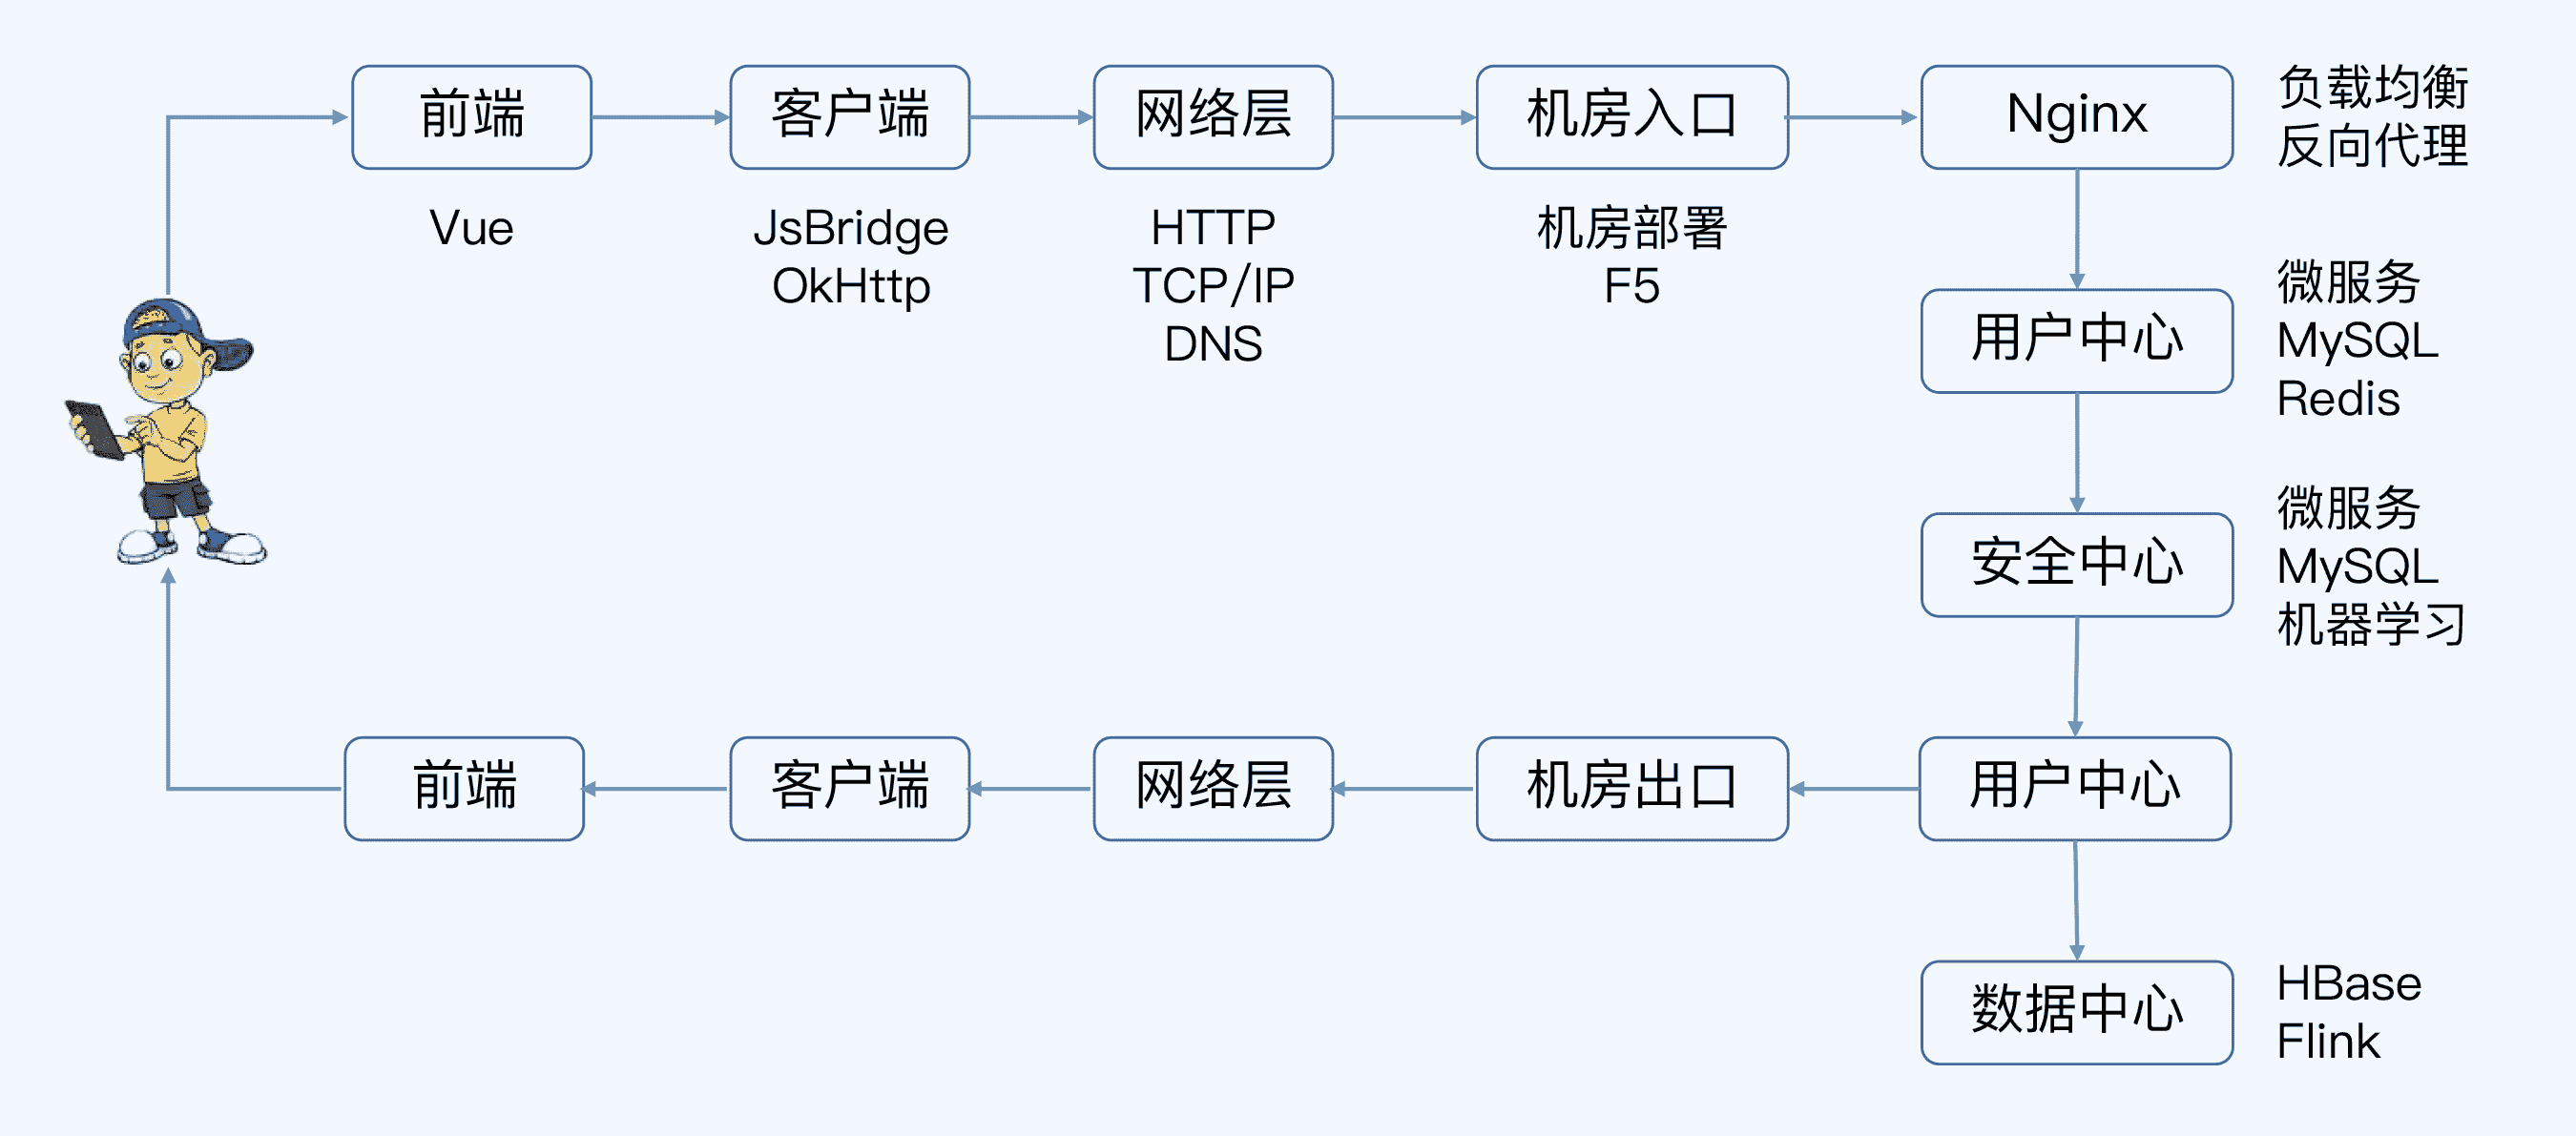 前端
客户端
网络层
机房入口
Nginx
负载均衡
反向代理
Vue
JsBridge
OkHttp
HTTP
TCP/IP
DNS
机房部署
F5
用户中心
微服务
MySQL
Redis
安全中心
微服务
MySQL
机器学习
前端
客户端
网络层
机房出口
用户中心
数据中心
HBase
Flink